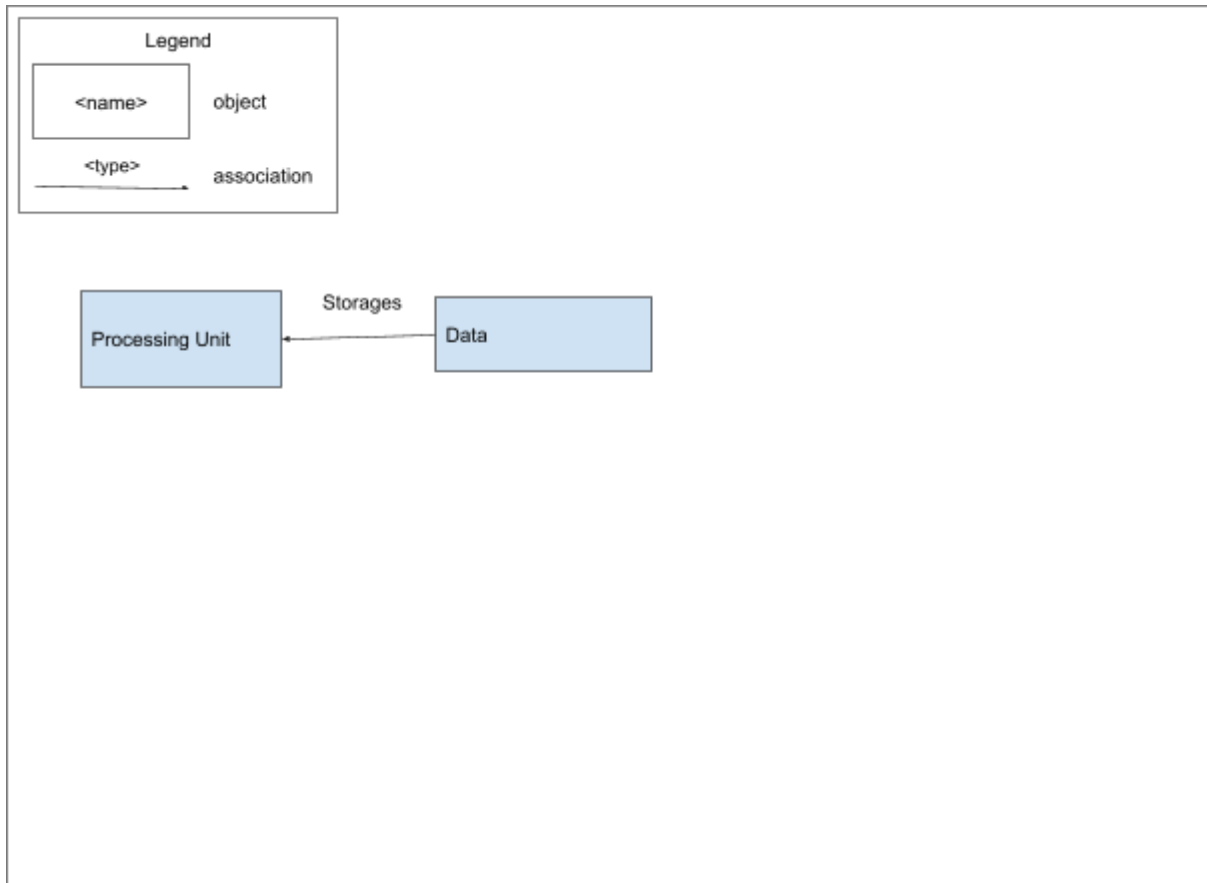 Legend
<name>
object
<type>
association
Storages
Processing Unit
Data